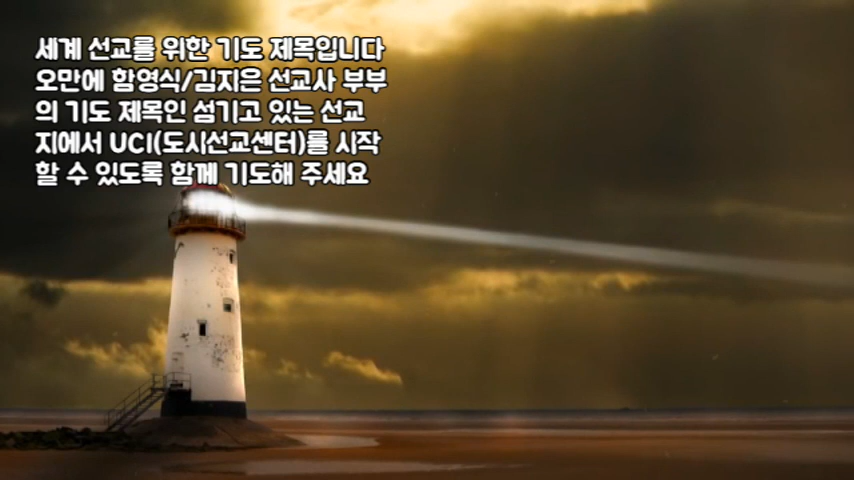 세계 선교를 위한 기도 제목입니다
오만에 함영식/김지은 선교사 부부
의 기도 제목인 섬기고 있는 선교
지에서 UCI(도시선교센터)를 시작
할 수 있도록 함께 기도해 주세요